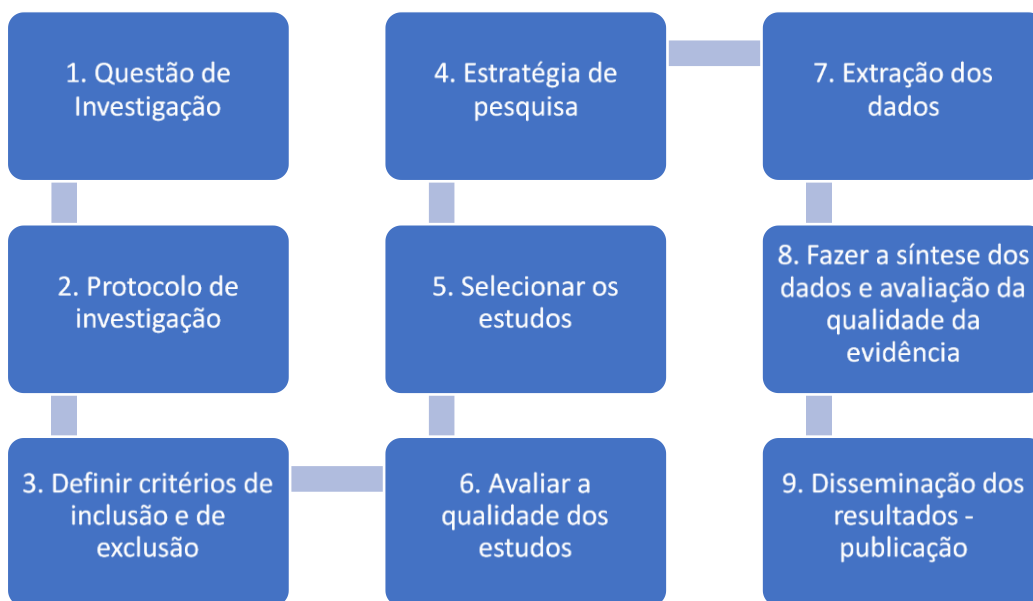 1. Questão de
Investigação
2. Protocolo de
investigação
3. Definir critérios de
inclusão e de
exclusão
4. Estratégia de
pesquisa
5. Selecionar os
estudos
6. Avaliar a
qualidade dos
estudos
7. Extração dos
dados
8. Fazer a síntese dos
dados e avaliação da
qualidade da
evidência
9. Disseminação dos
resultados -
publicação